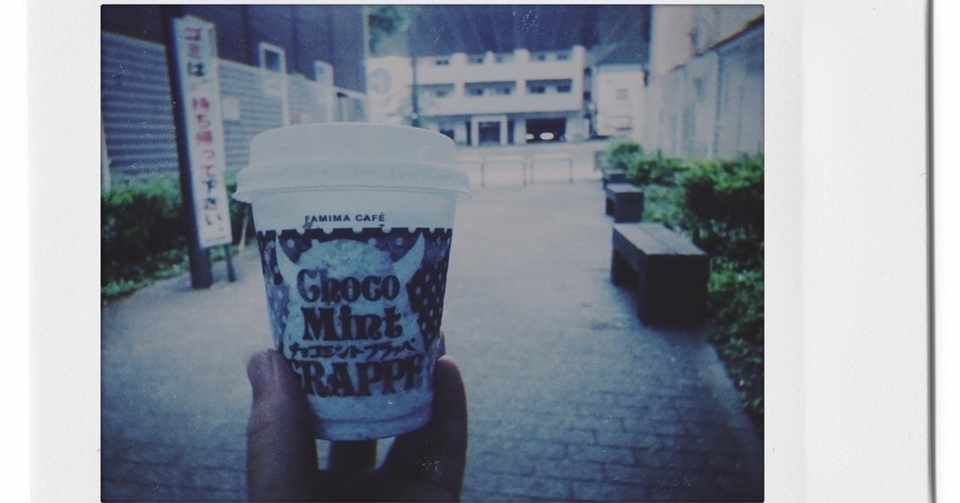 ゴミは持ち帰って下さい。
FAMIMA CAFÉ
Choco
Mint
チョコミントフラッペ
FRAPPE